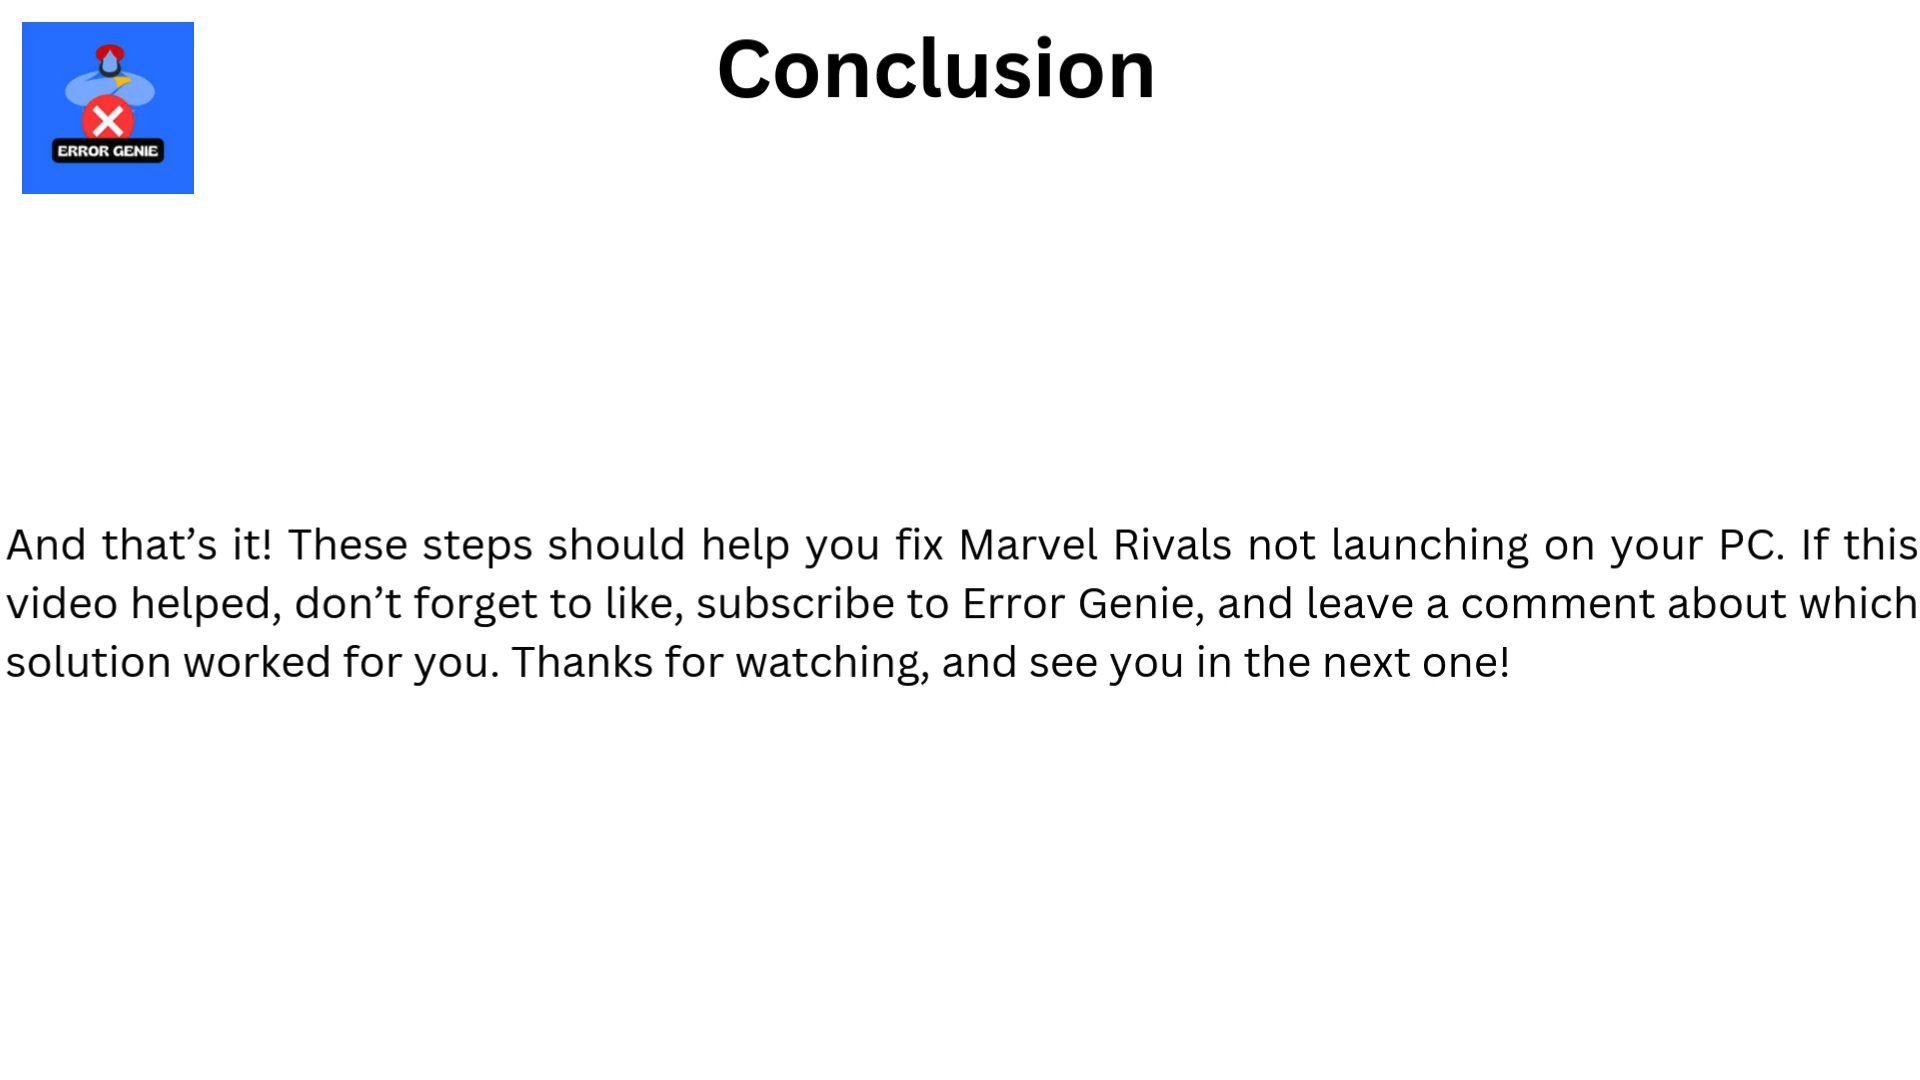 ERROR GENIE
Conclusion
And that’s it! These steps should help you fix Marvel Rivals not launching on your PC. If this
video helped, don’t forget to like, subscribe to Error Genie, and leave a comment about which
solution worked for you. Thanks for watching, and see you in the next one!